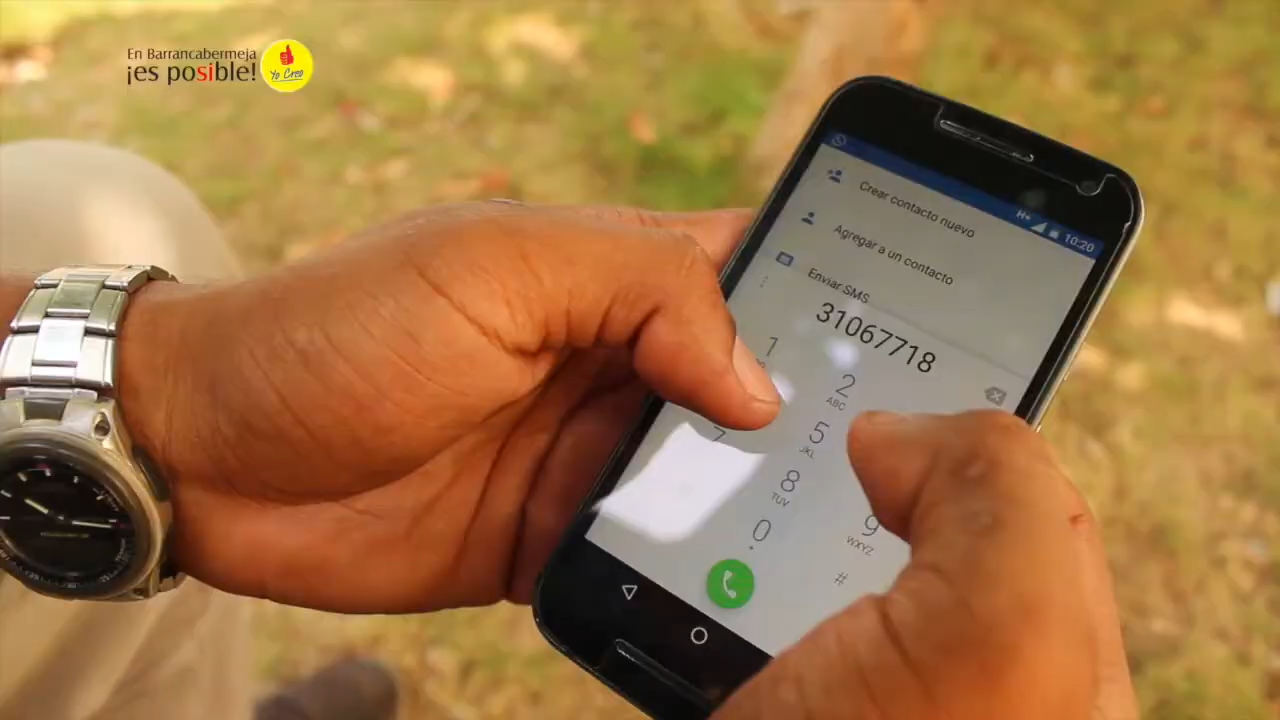 En Barrancabermeja
¡es posible!
Yo Creo
H+ 10:20
Crear contacto nuevo
Agregar a un contacto
Enviar SMS
31067718
1
2
ABC
5
JKL
7
8
TUV
9
WXYZ
0
+
#